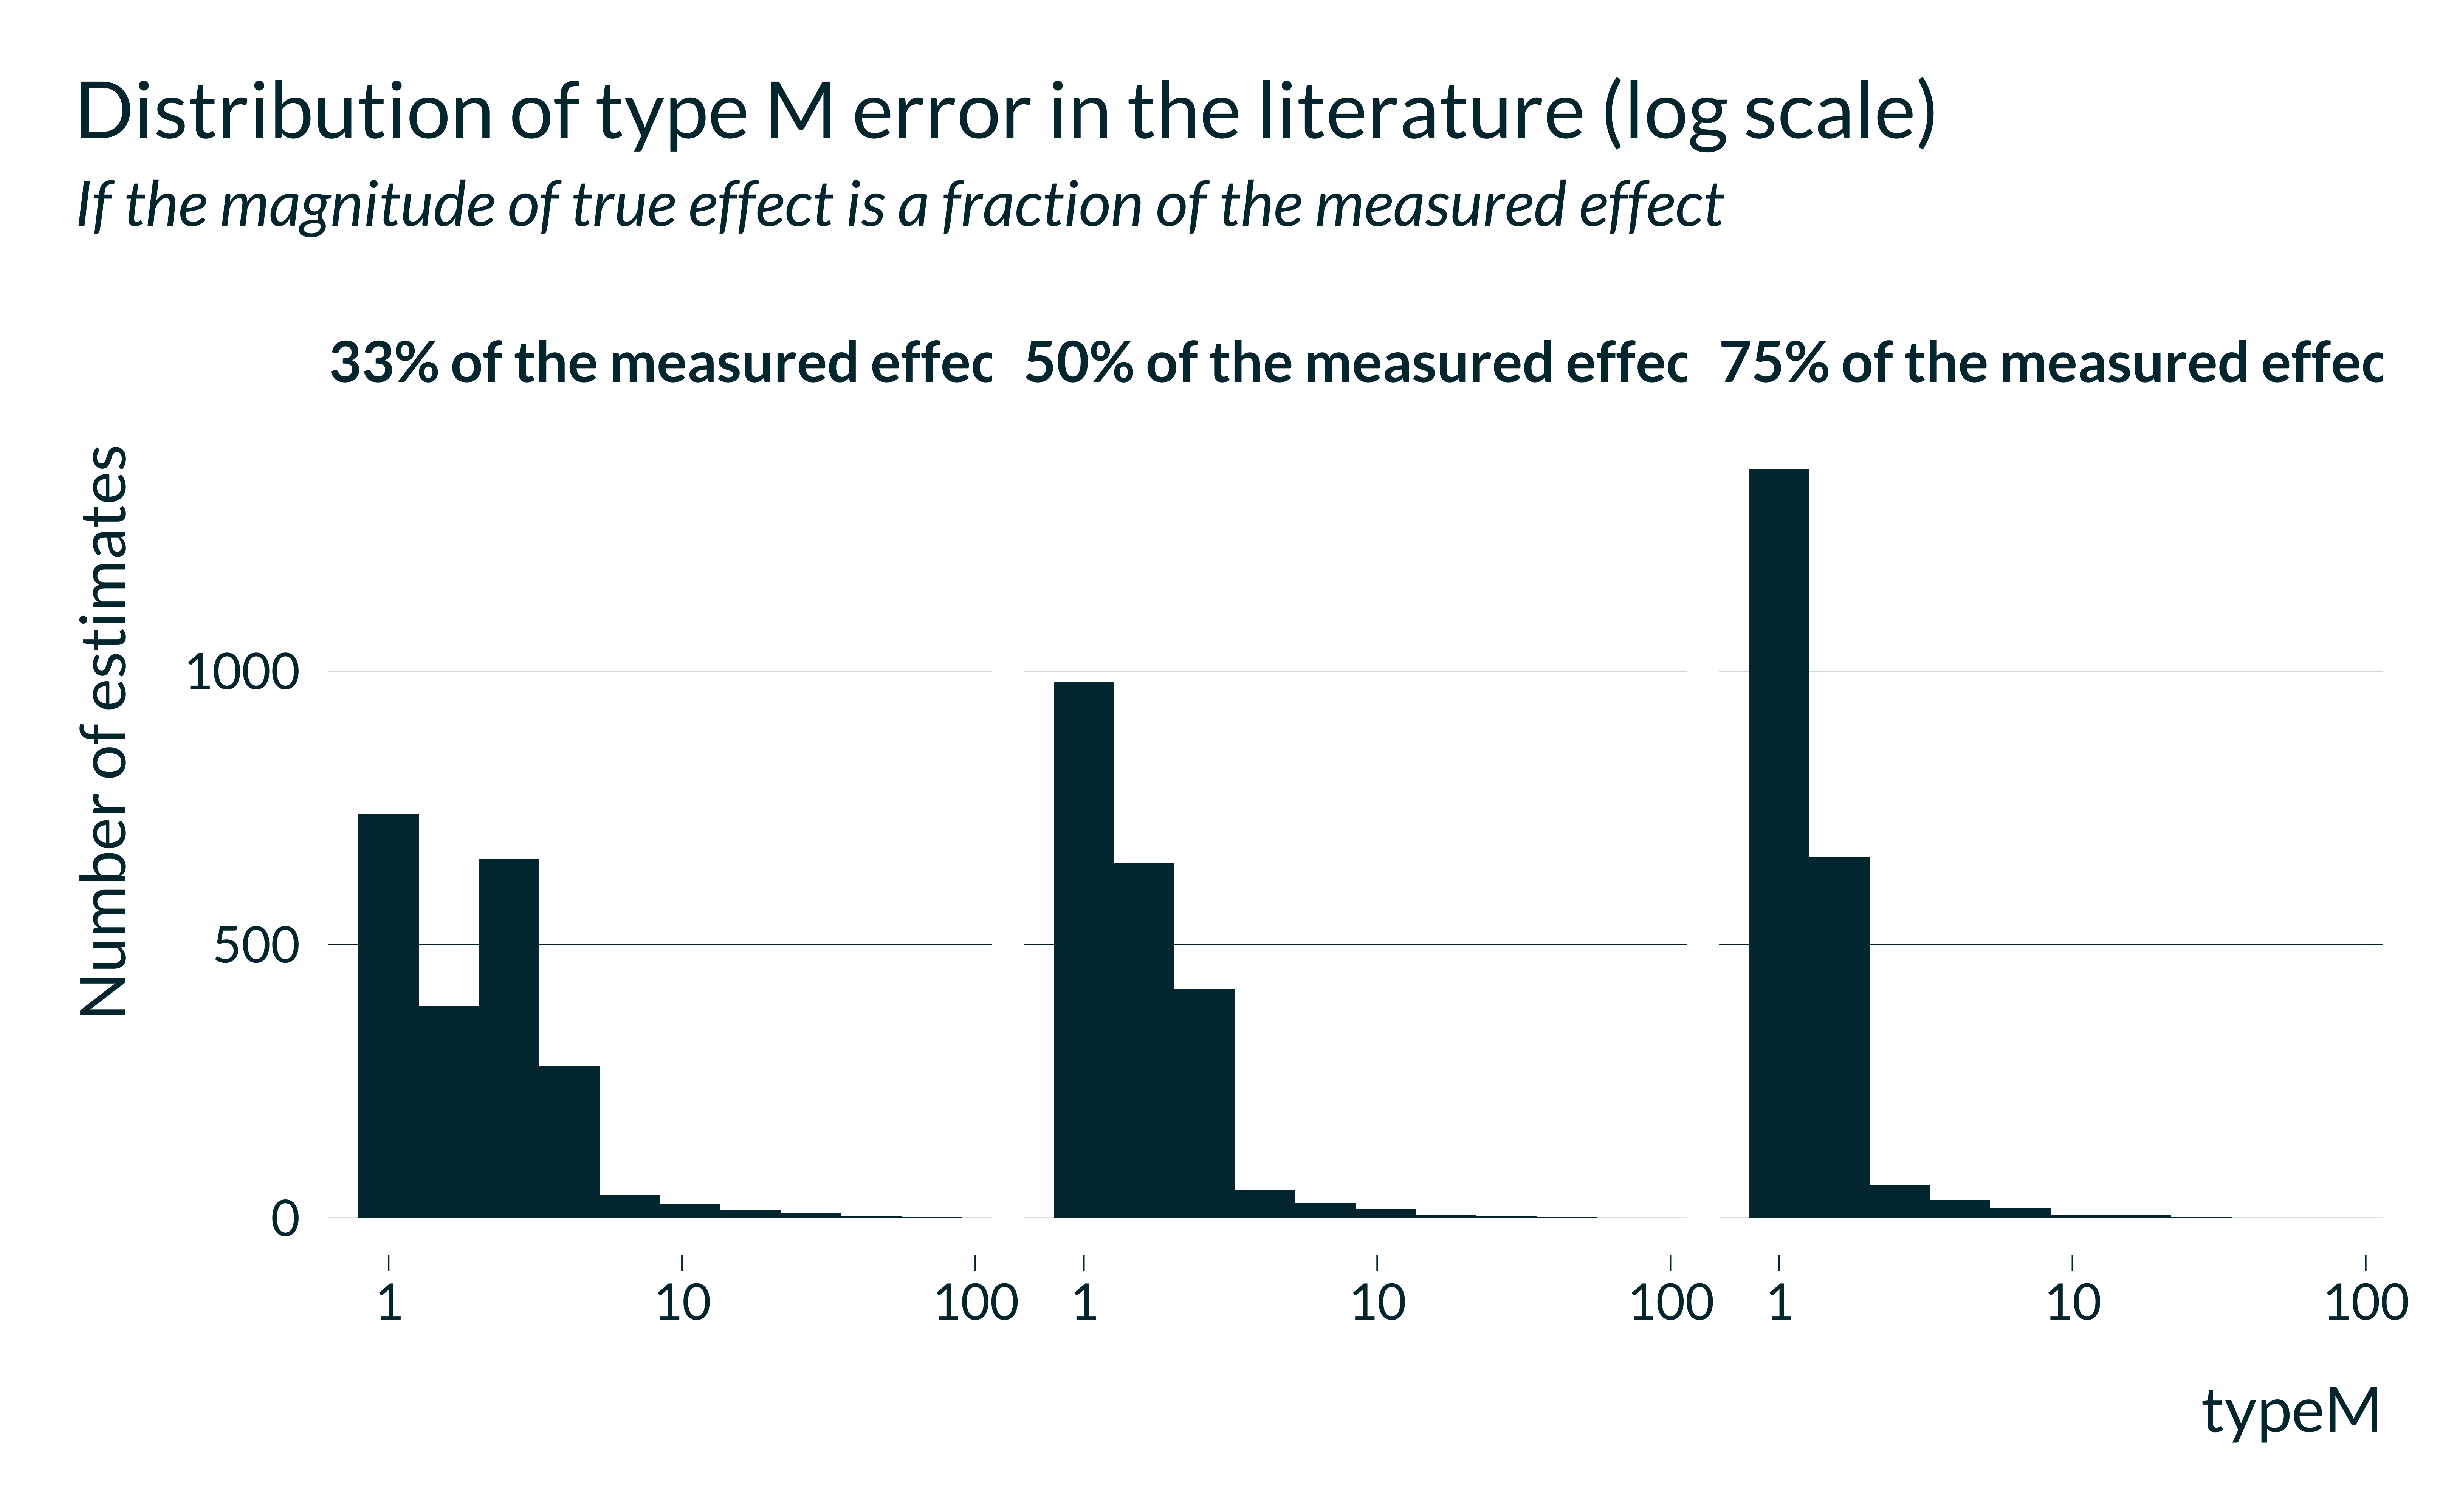 Distribution of type M error in the literature (log scale)
If the magnitude of true effect is a fraction of the measured effect
33% of the measured effec 50% of the measured effec 75% of the measured effec
Number of estimates
1000
500
0
1 10 100 1 10 100 1 10 100
typeM